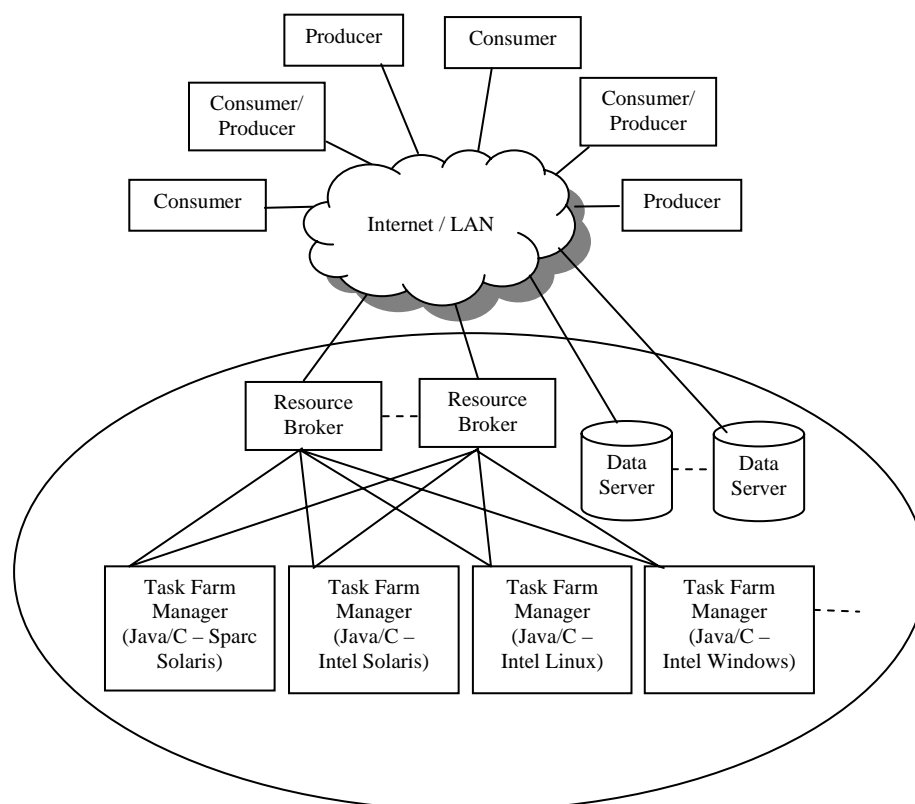 Producer
Consumer
Consumer/
Producer
Consumer/
Producer
Consumer
Internet / LAN
Producer
Resource
Broker
Resource
Broker
Data
Server
Data
Server
Task Farm
Manager
(Java/C – Sparc
Solaris)
Task Farm
Manager
(Java/C –
Intel Solaris)
Task Farm
Manager
(Java/C –
Intel Linux)
Task Farm
Manager
(Java/C –
Intel Windows)